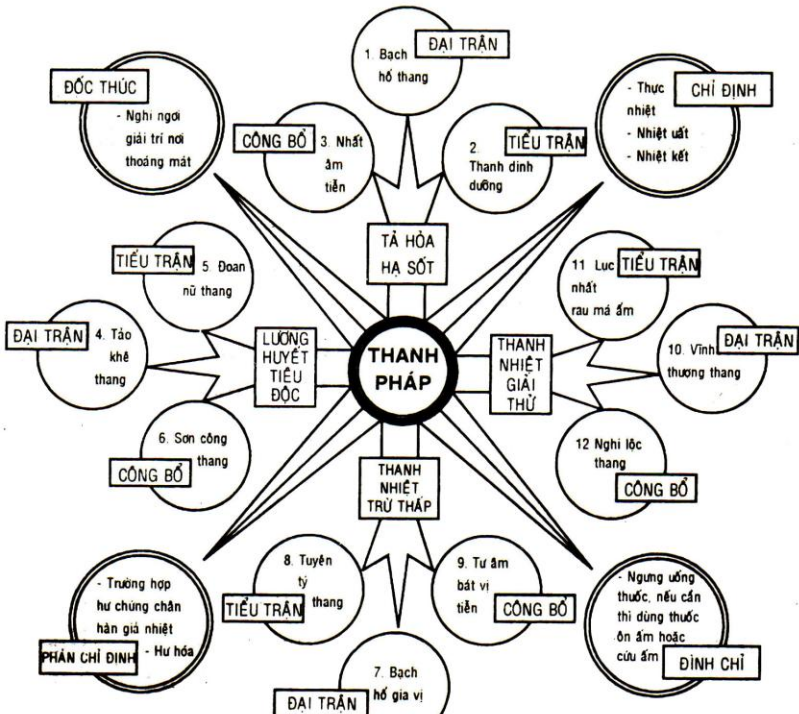 1. Bạch
hổ thang
ĐẠI TRẬN
ĐỐC THÚC
- Nghỉ ngơi
giải trí nơi
thoáng mát
CÔNG BỔ
3. Nhất
âm
tiễn
2.
Thanh dinh
dưỡng
TIỂU TRẬN
- Thực
nhiệt
- Nhiệt uất
- Nhiệt kết
CHỈ ĐỊNH
TẢ HỎA
HẠ SỐT
TIỂU TRẬN
5. Đoan
nữ thang
ĐẠI TRẬN
4. Tảo
khê
thang
6. Sơn công
thang
CÔNG BỔ
LƯƠNG
HUYẾT
TIÊU
ĐỘC
THANH
PHÁP
THANH
NHIỆT
GIẢI
THỬ
11 Lục
nhất
rau má ấm
TIỂU TRẬN
10. Vĩnh
thượng thang
ĐẠI TRẬN
12 Nghi lộc
thang
CÔNG BỔ
THANH
NHIỆT
TRỪ THẤP
8. Tuyên
tý
thang
TIỂU TRẬN
9. Tư âm
bát vị
tiễn
CÔNG BỔ
7. Bạch
hổ gia vị
ĐẠI TRẬN
- Trường hợp
hư chứng chân
hàn giả nhiệt
- Hư hỏa
PHẢN CHỈ ĐỊNH
- Ngưng uống
thuốc, nếu cần
thì dùng thuốc
ôn ấm hoặc
cứu ấm
ĐÌNH CHỈ